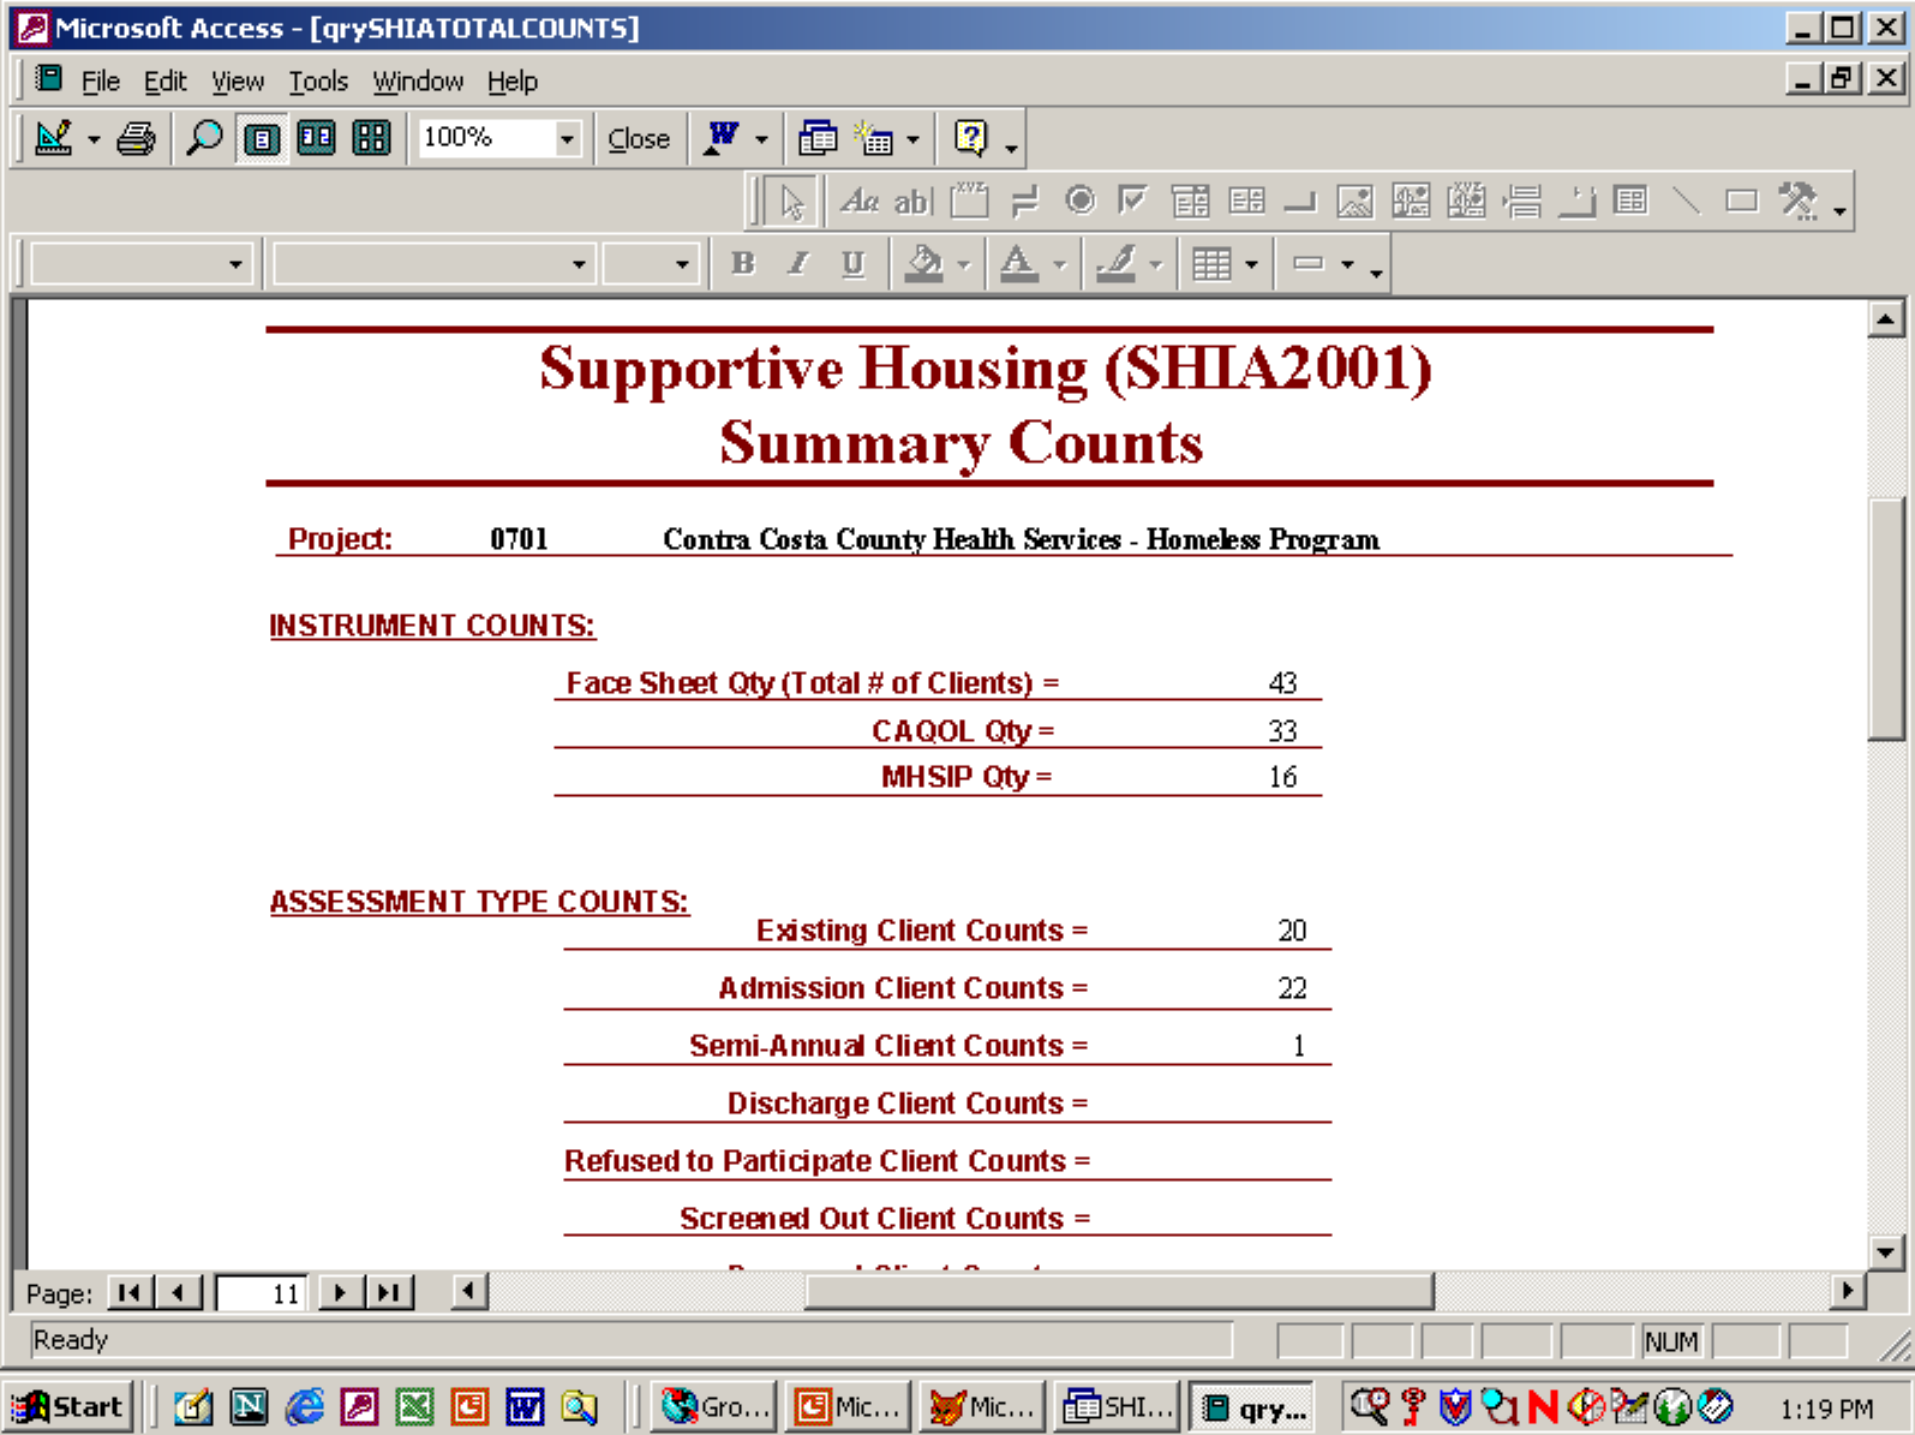 Microsoft Access - [qrySHIATOTALCOUNTS]
File Edit View Tools Window Help
100% Close
Aa ab|
B I U
Supportive Housing (SHIA2001)
Summary Counts
Project: 0701 Contra Costa County Health Services - Homeless Program
INSTRUMENT COUNTS:
Face Sheet Qty (Total # of Clients) = 43
CAQOL Qty = 33
MHSIP Qty = 16
ASSESSMENT TYPE COUNTS:
Existing Client Counts = 20
Admission Client Counts = 22
Semi-Annual Client Counts = 1
Discharge Client Counts =
Refused to Participate Client Counts =
Screened Out Client Counts =
Page: 11
Ready NUM
Start Gro... Mic... Mic... SHI... qry... 1:19 PM